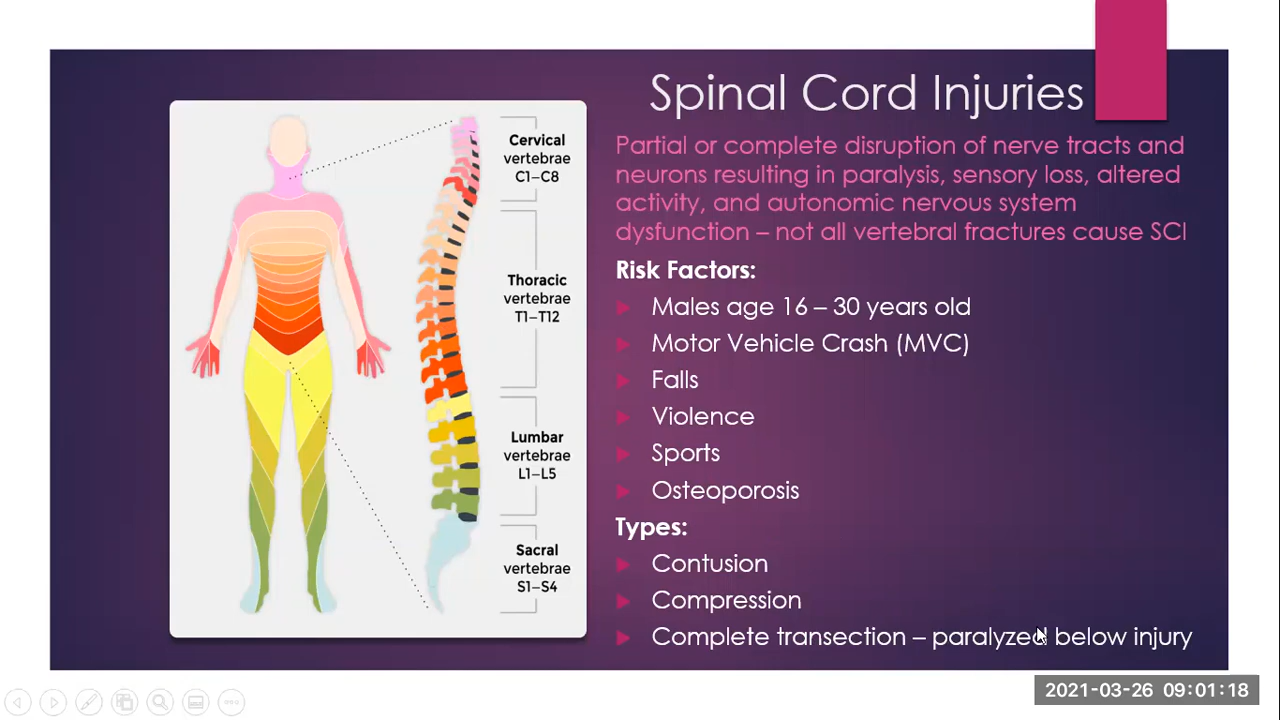 Spinal Cord Injuries
Cervical
vertebrae
C1–C8
Thoracic
vertebrae
T1–T12
Lumbar
vertebrae
L1–L5
Sacral
vertebrae
S1–S4
Partial or complete disruption of nerve tracts and
neurons resulting in paralysis, sensory loss, altered
activity, and autonomic nervous system
dysfunction – not all vertebral fractures cause SCI
Risk Factors:
Males age 16 – 30 years old
Motor Vehicle Crash (MVC)
Falls
Violence
Sports
Osteoporosis
Types:
Contusion
Compression
Complete transection – paralyzed below injury
2021-03-26 09:01:18